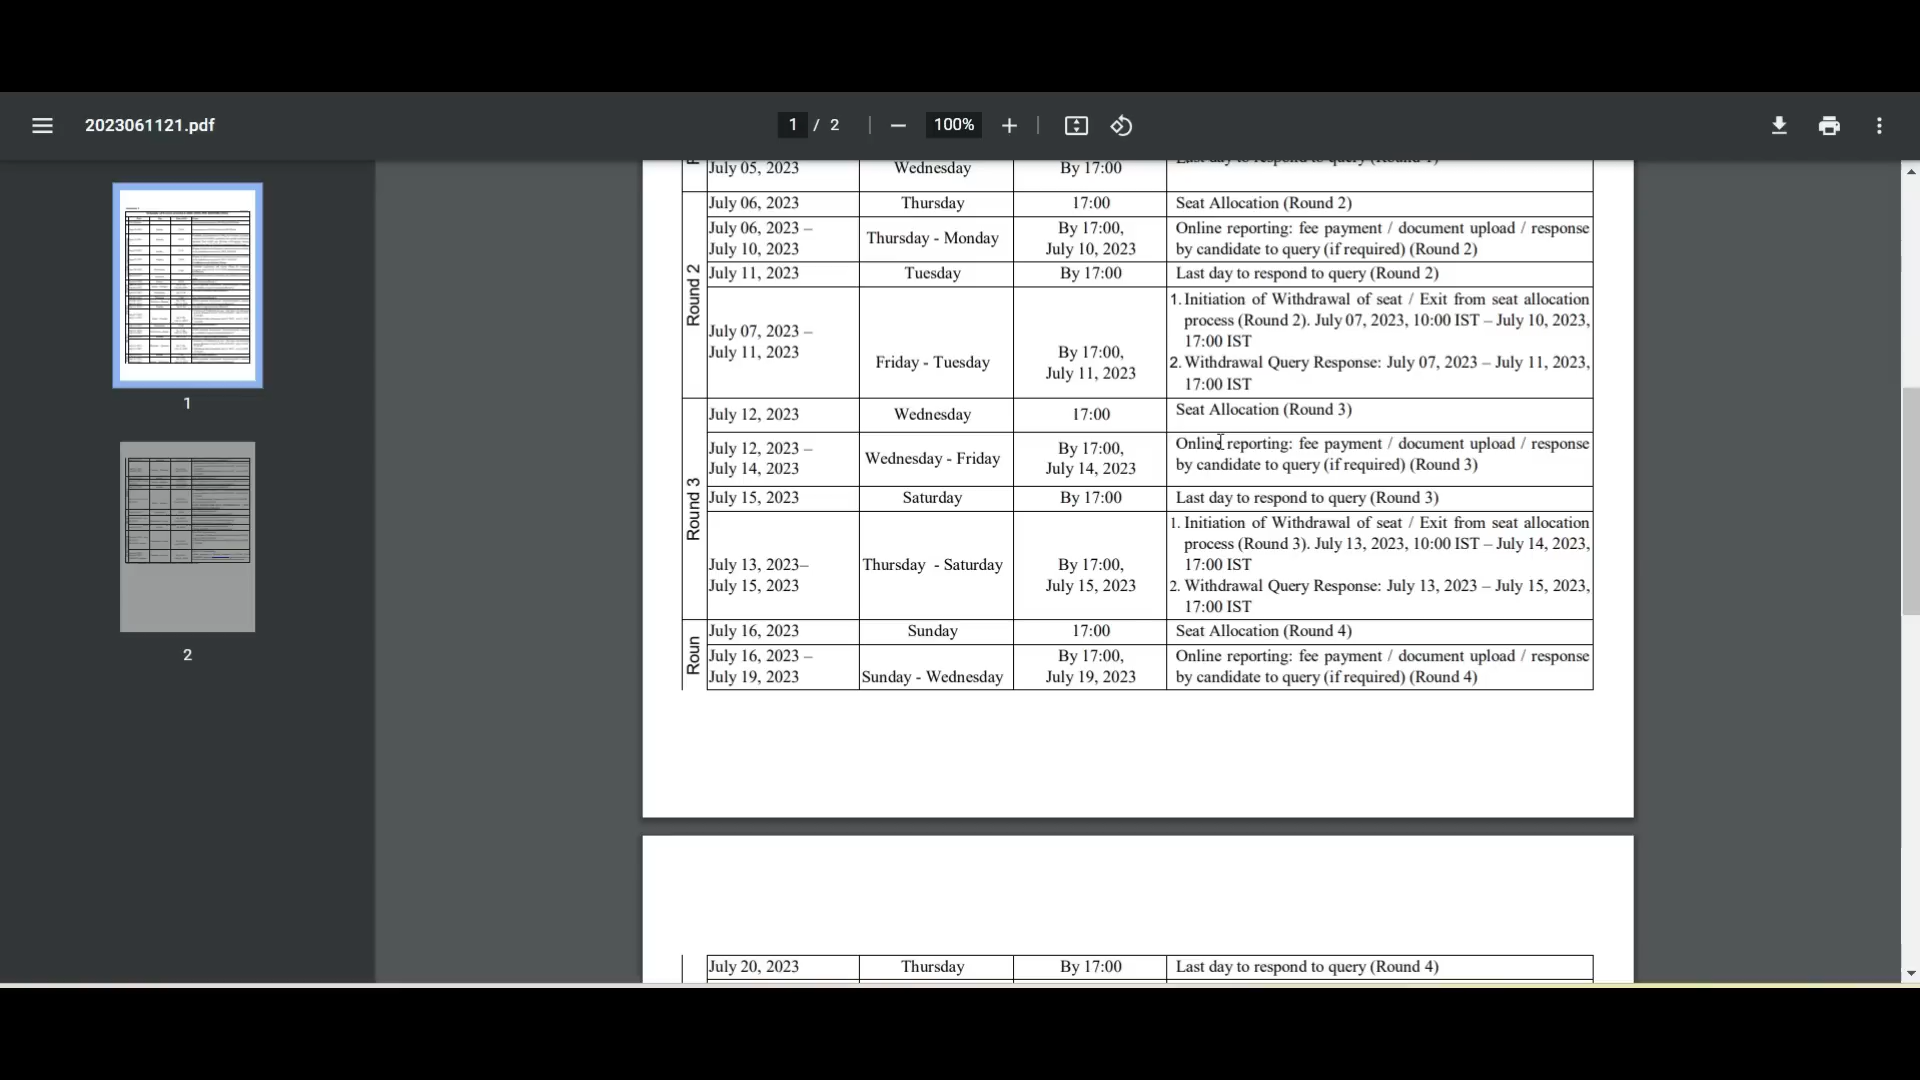 2023061121.pdf
1 / 2
100%
1
2
July 05, 2023 Wednesday By 17:00 Last day to respond to query (Round 1)
Round 2
July 06, 2023 Thursday 17:00 Seat Allocation (Round 2)
July 06, 2023 –
July 10, 2023
Thursday - Monday
By 17:00,
July 10, 2023
Online reporting: fee payment / document upload / response
by candidate to query (if required) (Round 2)
July 11, 2023 Tuesday By 17:00 Last day to respond to query (Round 2)
July 07, 2023 –
July 11, 2023
Friday - Tuesday
By 17:00,
July 11, 2023
1. Initiation of Withdrawal of seat / Exit from seat allocation
process (Round 2). July 07, 2023, 10:00 IST – July 10, 2023,
17:00 IST
2. Withdrawal Query Response: July 07, 2023 – July 11, 2023,
17:00 IST
Round 3
July 12, 2023 Wednesday 17:00 Seat Allocation (Round 3)
July 12, 2023 –
July 14, 2023
Wednesday - Friday
By 17:00,
July 14, 2023
Online reporting: fee payment / document upload / response
by candidate to query (if required) (Round 3)
July 15, 2023 Saturday By 17:00 Last day to respond to query (Round 3)
July 13, 2023–
July 15, 2023
Thursday - Saturday
By 17:00,
July 15, 2023
1. Initiation of Withdrawal of seat / Exit from seat allocation
process (Round 3). July 13, 2023, 10:00 IST – July 14, 2023,
17:00 IST
2. Withdrawal Query Response: July 13, 2023 – July 15, 2023,
17:00 IST
Roun
July 16, 2023 Sunday 17:00 Seat Allocation (Round 4)
July 16, 2023 –
July 19, 2023
Sunday - Wednesday
By 17:00,
July 19, 2023
Online reporting: fee payment / document upload / response
by candidate to query (if required) (Round 4)
July 20, 2023 Thursday By 17:00 Last day to respond to query (Round 4)